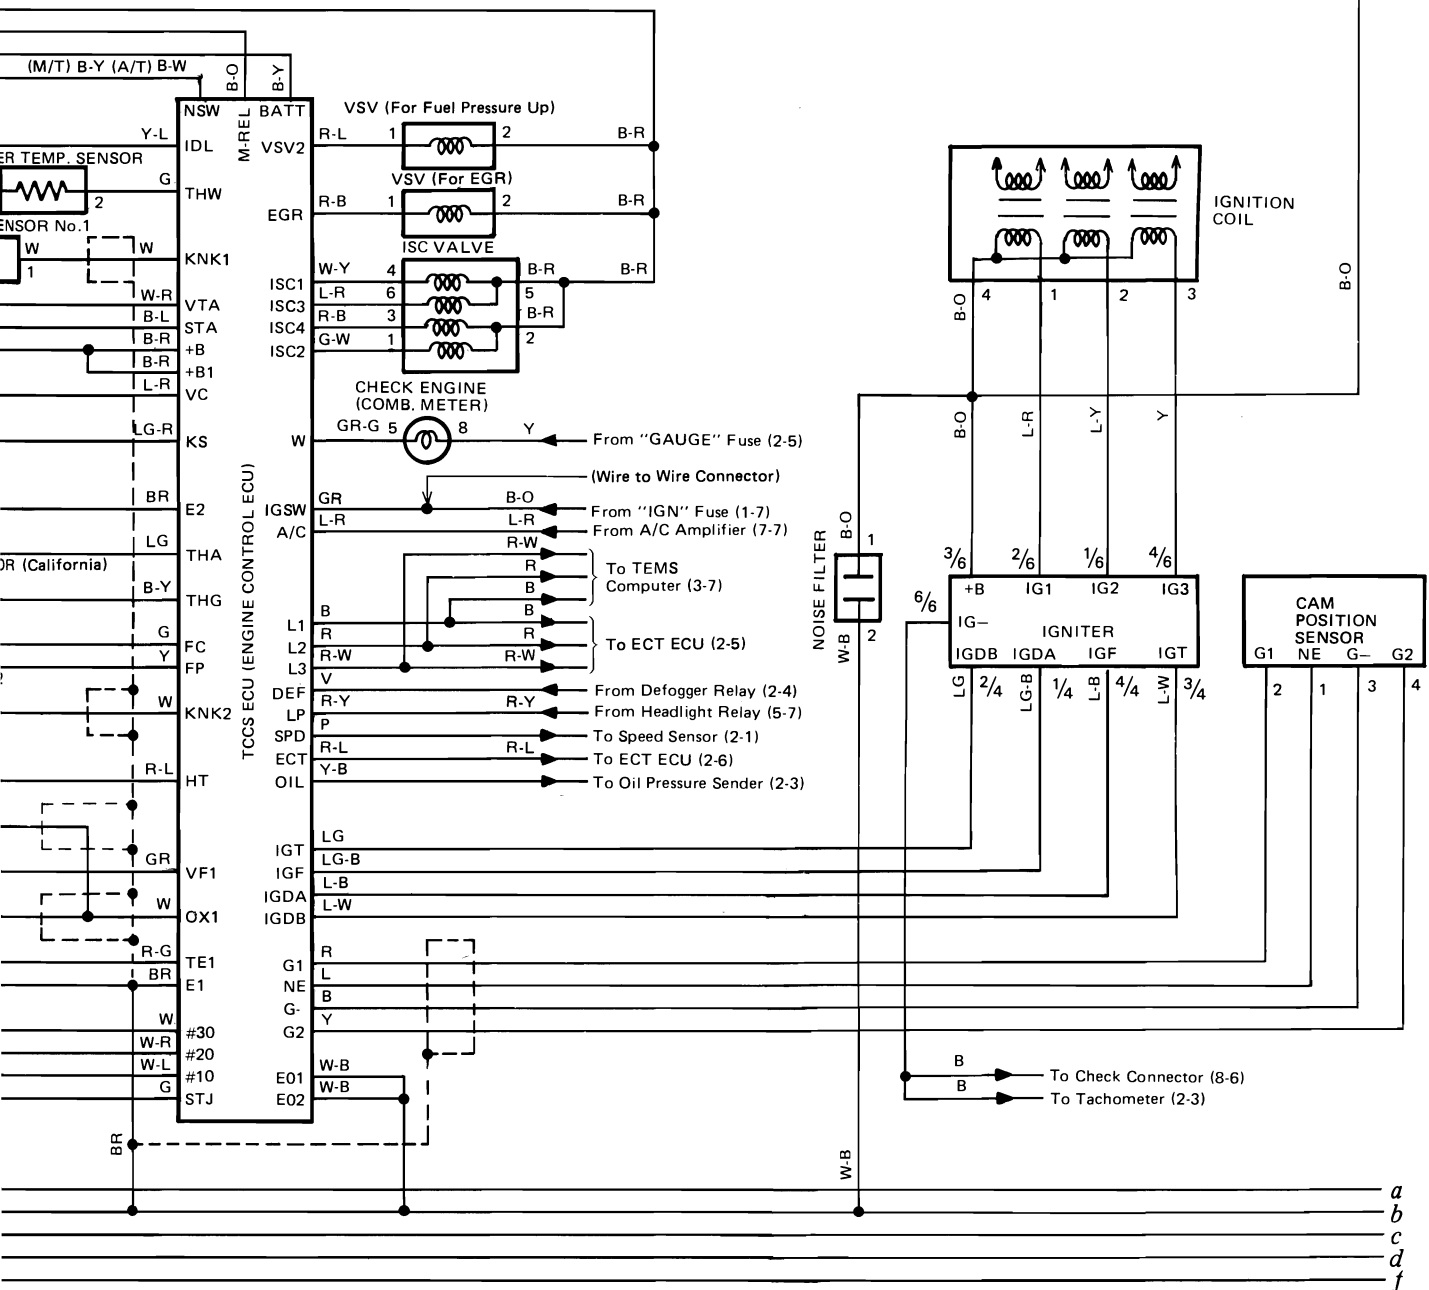 (M/T) B-Y (A/T) B-W
B-O
B-Y
NSW
M-REL
BATT
VSV (For Fuel Pressure Up)
Y-L
IDL
VSV2
R-L
1
2
B-R
ER TEMP. SENSOR
G
2
THW
VSV (For EGR)
EGR
R-B
1
2
B-R
ENSOR No.1
W
1
W
KNK1
ISC VALVE
W-Y
4
ISC1
B-R
5
B-R
L-R
6
ISC3
R-B
3
ISC4
B-R
2
G-W
1
ISC2
W-R
VTA
B-L
STA
B-R
+B
B-R
+B1
L-R
VC
CHECK ENGINE
(COMB. METER)
LG-R
KS
W
GR-G
5
8
Y
From "GAUGE" Fuse (2-5)
(Wire to Wire Connector)
TCCS ECU (ENGINE CONTROL ECU)
BR
E2
IGSW
GR
B-O
From "IGN" Fuse (1-7)
A/C
L-R
L-R
From A/C Amplifier (7-7)
LG
THA
OR (California)
R-W
R
B
To TEMS
Computer (3-7)
B-Y
THG
L1
B
B
L2
R
R
L3
R-W
R-W
To ECT ECU (2-5)
G
FC
Y
FP
2
DEF
V
From Defogger Relay (2-4)
LP
R-Y
R-Y
From Headlight Relay (5-7)
W
KNK2
SPD
P
To Speed Sensor (2-1)
ECT
R-L
R-L
To ECT ECU (2-6)
R-L
HT
OIL
Y-B
To Oil Pressure Sender (2-3)
IGT
LG
GR
VF1
IGF
LG-B
IGDA
L-B
W
OX1
IGDB
L-W
R-G
TE1
G1
R
BR
E1
NE
L
G-
B
W
#30
G2
Y
W-R
#20
W-L
#10
E01
W-B
G
STJ
E02
W-B
BR
IGNITION
COIL
4
1
2
3
B-O
B-O
B-O
L-R
L-Y
Y
NOISE FILTER
B-O
1
2
W-B
W-B
3/6
2/6
1/6
4/6
6/6
+B
IG1
IG2
IG3
IG–
IGNITER
IGDB
IGDA
IGF
IGT
LG
2/4
LG-B
1/4
L-B
4/4
L-W
3/4
CAM
POSITION
SENSOR
G1
NE
G–
G2
2
1
3
4
B
To Check Connector (8-6)
B
To Tachometer (2-3)
a
b
c
d
f